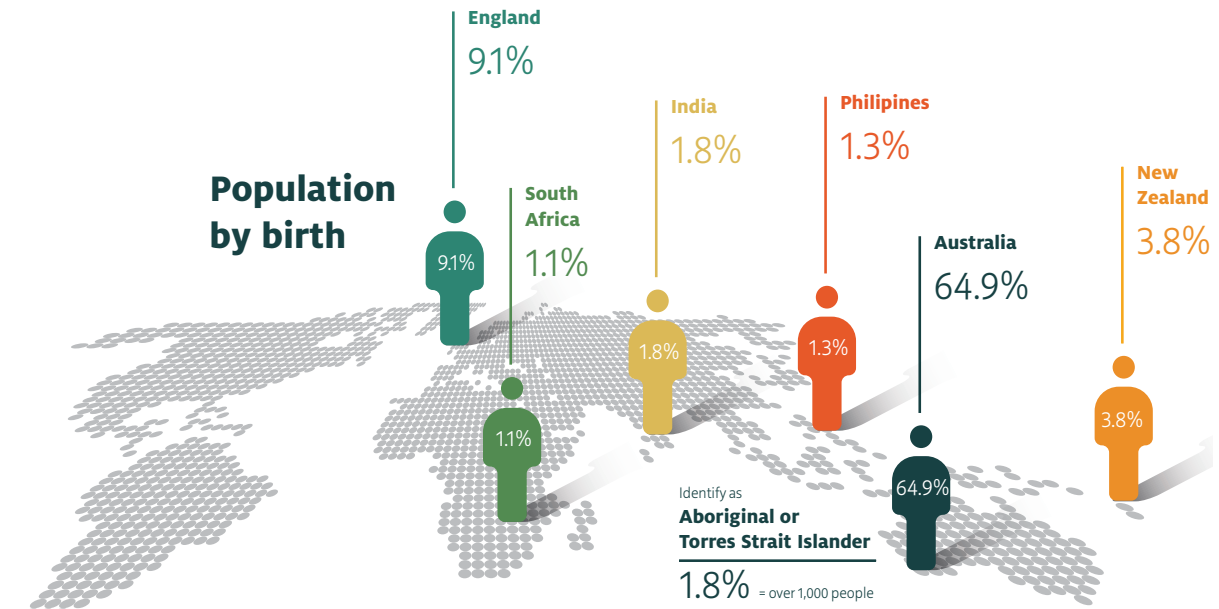 Population
by birth
England
9.1%
9.1%
South
Africa
1.1%
1.1%
India
1.8%
1.8%
Philipines
1.3%
1.3%
Australia
64.9%
64.9%
New
Zealand
3.8%
3.8%
Identify as
Aboriginal or
Torres Strait Islander
1.8% = over 1,000 people